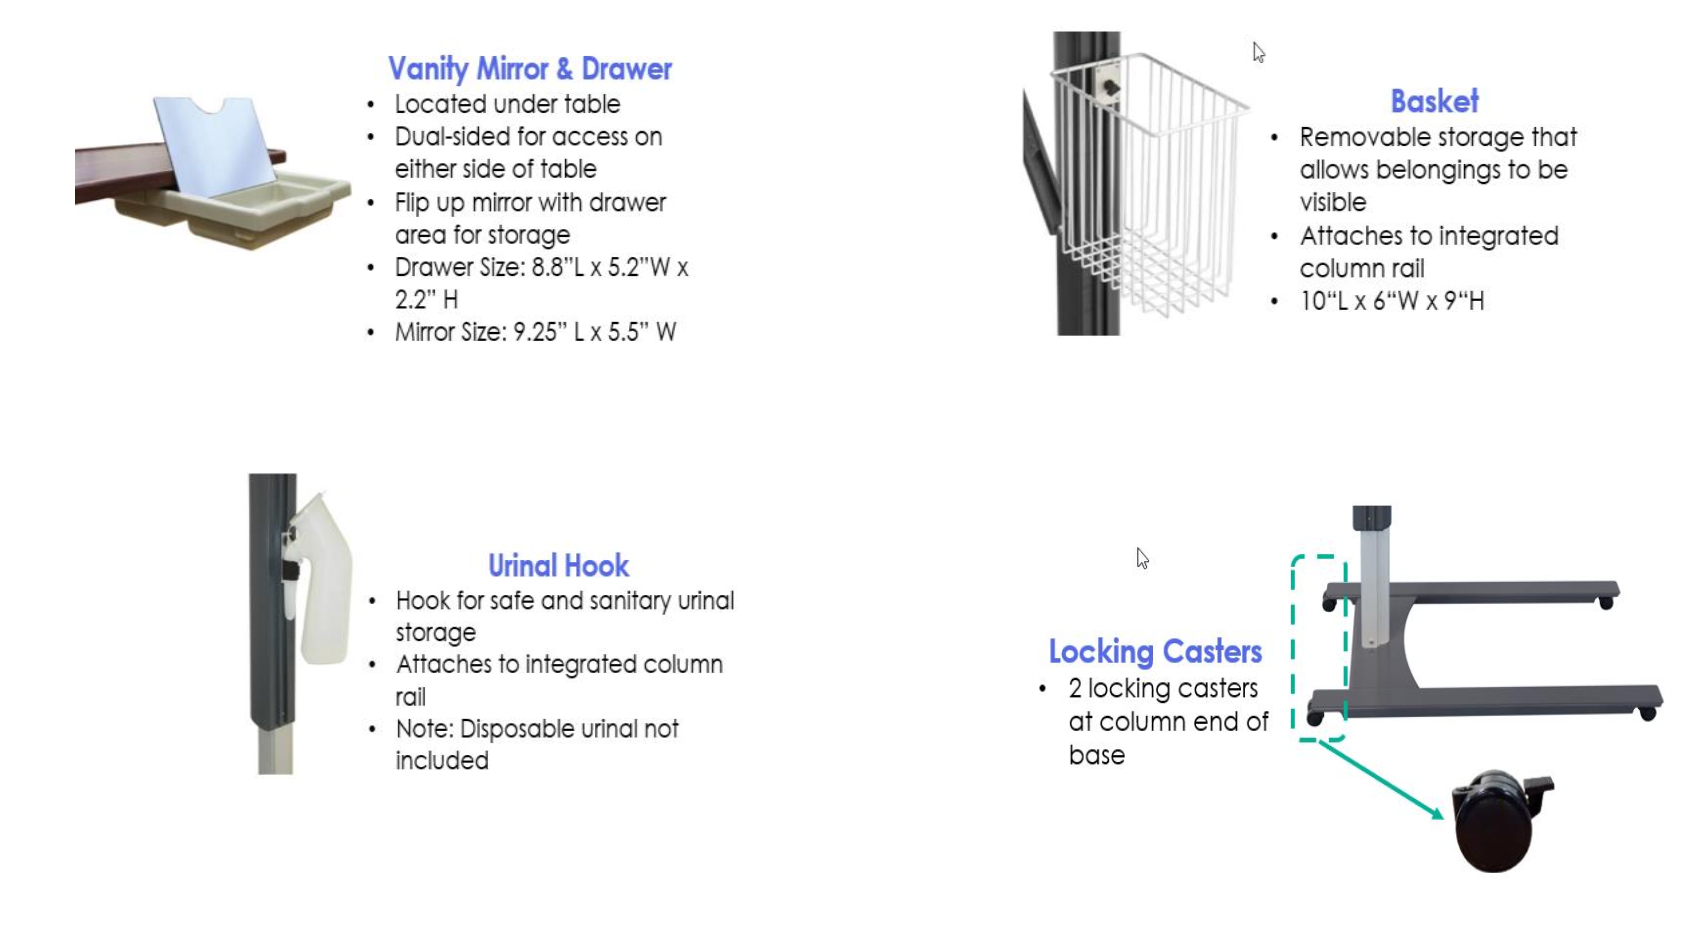 Vanity Mirror & Drawer
• Located under table
• Dual-sided for access on
either side of table
• Flip up mirror with drawer
area for storage
• Drawer Size: 8.8”L x 5.2”W x
2.2” H
• Mirror Size: 9.25” L x 5.5” W
Basket
• Removable storage that
allows belongings to be
visible
• Attaches to integrated
column rail
• 10“L x 6“W x 9“H
Urinal Hook
• Hook for safe and sanitary urinal
storage
• Attaches to integrated column
rail
• Note: Disposable urinal not
included
Locking Casters
• 2 locking casters
at column end of
base